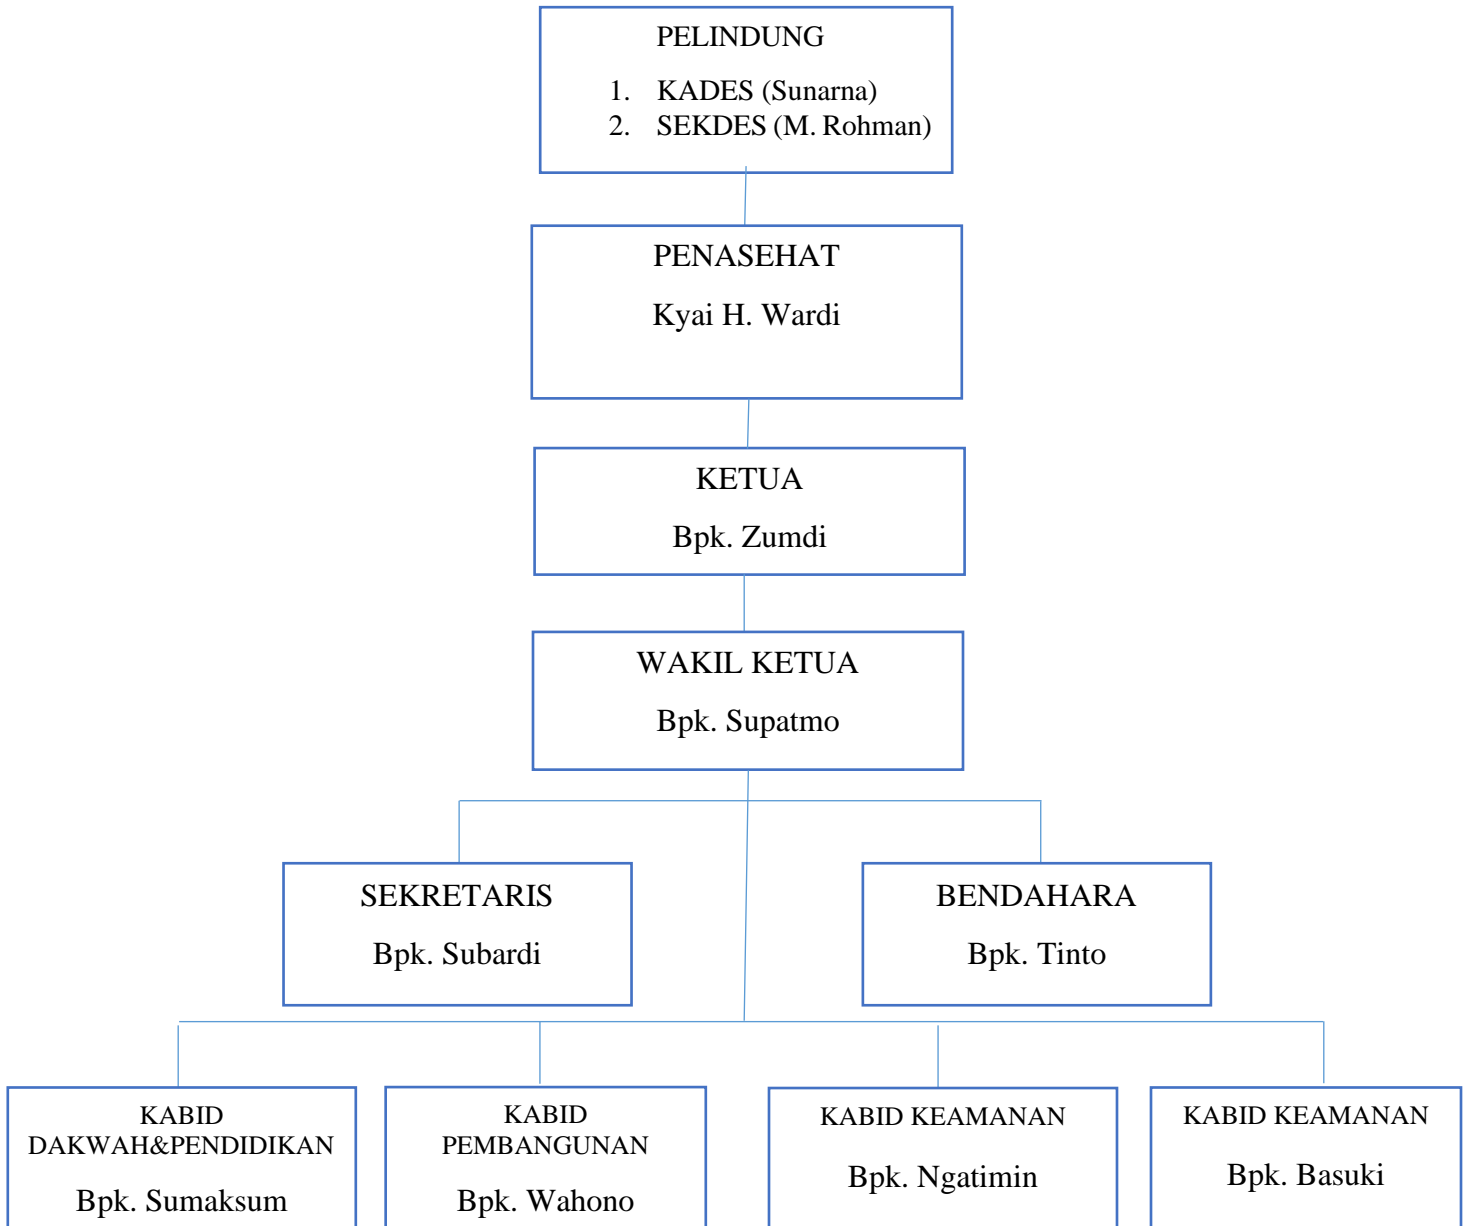 PELINDUNG
1. KADES (Sunarna)
2. SEKDES (M. Rohman)
PENASEHAT
Kyai H. Wardi
KETUA
Bpk. Zumdi
WAKIL KETUA
Bpk. Supatmo
SEKRETARIS
Bpk. Subardi
BENDAHARA
Bpk. Tinto
KABID
DAKWAH&PENDIDIKAN
Bpk. Sumaksum
KABID
PEMBANGUNAN
Bpk. Wahono
KABID KEAMANAN
Bpk. Ngatimin
KABID KEAMANAN
Bpk. Basuki